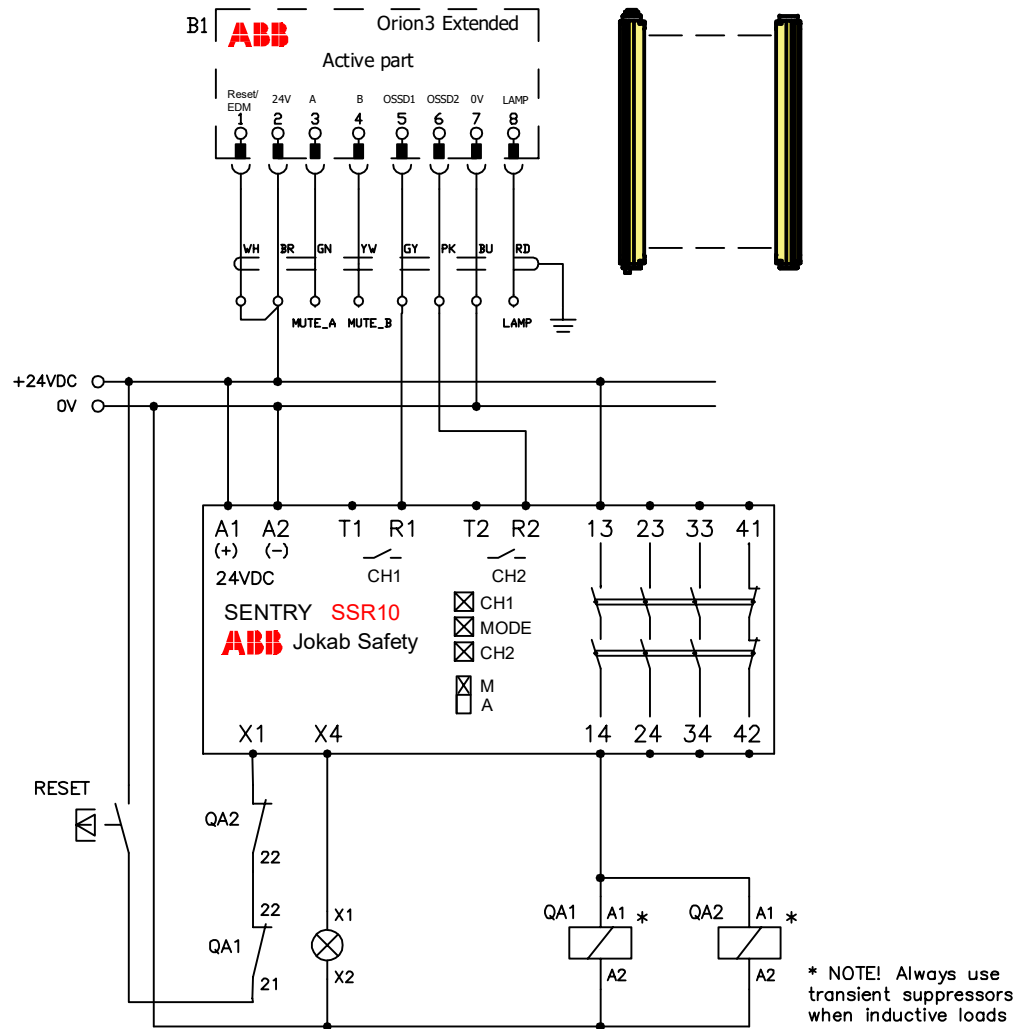 B1 ABB Orion3 Extended
Active part
Reset/
EDM 24V A B OSSD1 OSSD2 0V LAMP
1 2 3 4 5 6 7 8
WH BR GN YW GY PK BU RD
MUTE_A MUTE_B LAMP
+24VDC
0V
A1 A2 T1 R1 T2 R2 13 23 33 41
(+) (-)
24VDC CH1 CH2
SENTRY SSR10
ABB Jokab Safety
CH1
MODE
CH2
M
A
X1 X4 14 24 34 42
RESET
QA2
22
22
QA1
21
X1
X2
QA1 A1 *
A2
QA2 A1 *
A2
* NOTE! Always use
transient suppressors
when inductive loads